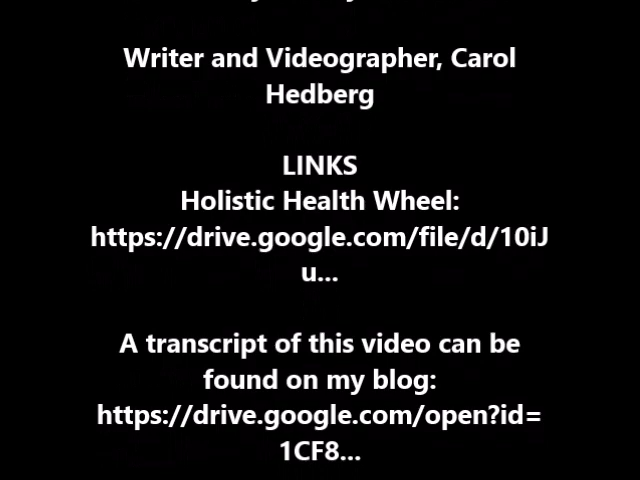 Writer and Videographer, Carol
Hedberg
LINKS
Holistic Health Wheel:
https://drive.google.com/file/d/10iJ
u...
A transcript of this video can be
found on my blog:
https://drive.google.com/open?id=
1CF8...